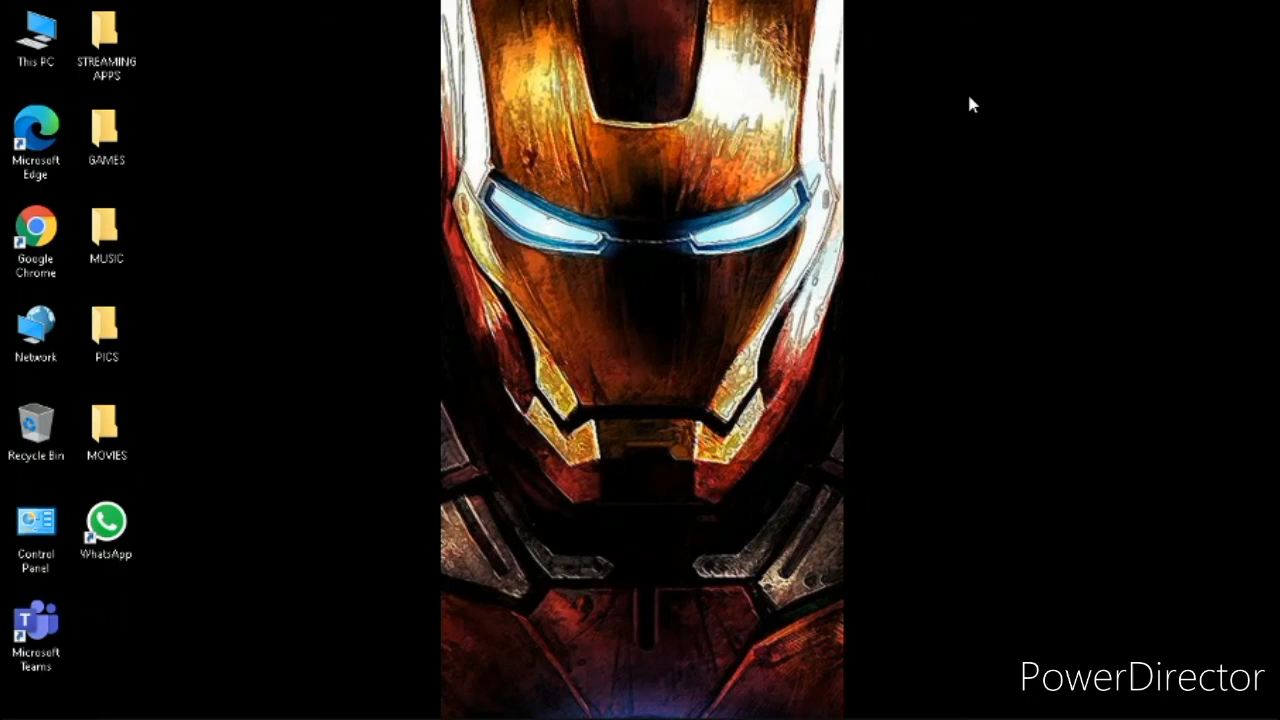 This PC
STREAMING
APPS
Microsoft
Edge
GAMES
Google
Chrome
MUSIC
Network
PICS
Recycle Bin
MOVIES
Control
Panel
WhatsApp
T
Microsoft
Teams
PowerDirector